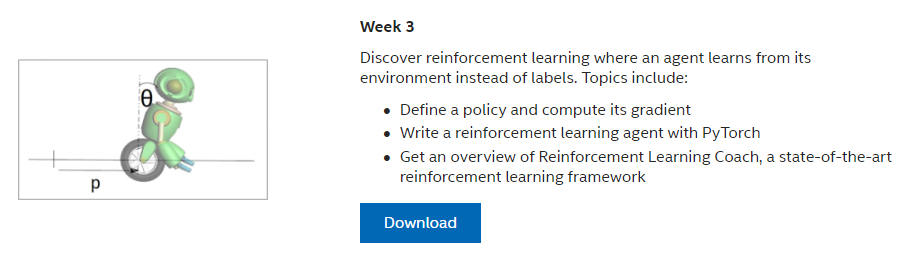 θ
p
Week 3
Discover reinforcement learning where an agent learns from its
environment instead of labels. Topics include:
• Define a policy and compute its gradient
• Write a reinforcement learning agent with PyTorch
• Get an overview of Reinforcement Learning Coach, a state-of-the-art
reinforcement learning framework
Download